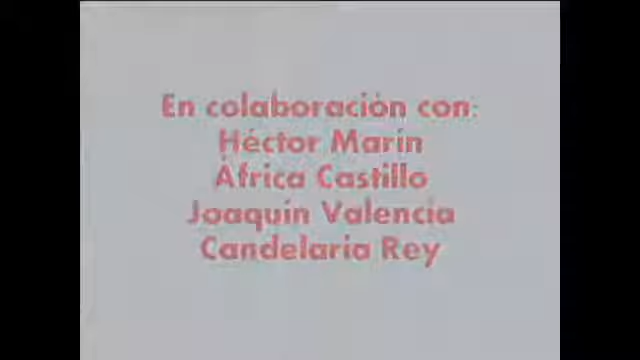 En colaboración con:
Héctor Marín
África Castillo
Joaquín Valencia
Candelaria Rey